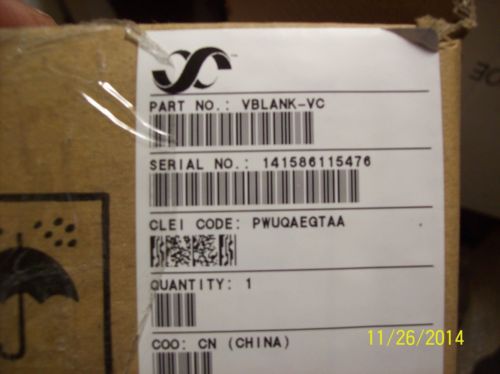 PART NO.: VBLANK-VC
SERIAL NO.: 141586115476
CLEI CODE: PWUQAEGTAA
QUANTITY: 1
COO: CN (CHINA)
11/26/2014